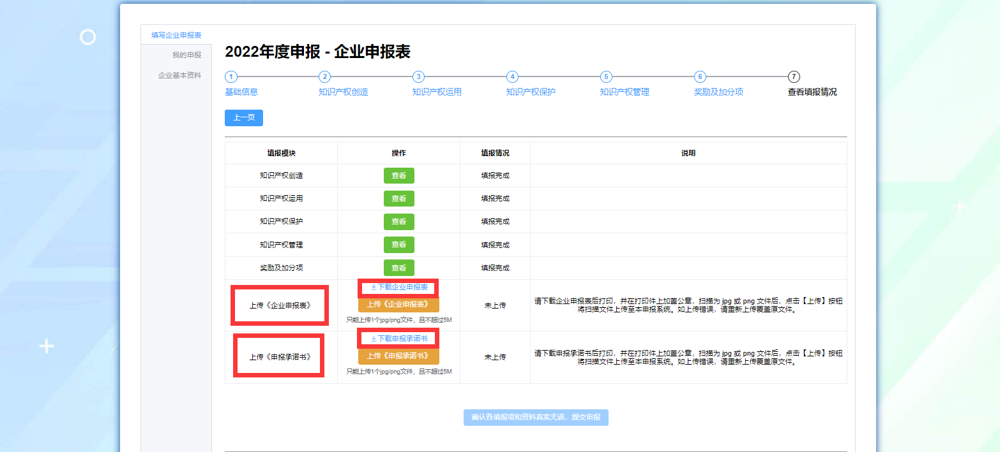 填写企业申报表
我的申报
企业基本资料
2022年度申报 - 企业申报表
1 2 3 4 5 6 7
基础信息 知识产权创造 知识产权运用 知识产权保护 知识产权管理 奖励及加分项 查看填报情况
上一页
填报模块 操作 填报情况 说明
知识产权创造 查看 填报完成
知识产权运用 查看 填报完成
知识产权保护 查看 填报完成
知识产权管理 查看 填报完成
奖励及加分项 查看 填报完成
上传《企业申报表》
下载企业申报表
上传《企业申报表》
只能上传1个jpg/png文件，且不超过5M
未上传
请下载企业申报表后打印，并在打印件上加盖公章，扫描为 jpg 或 png 文件后，点击【上传】按钮
将扫描文件上传至本申报系统。如上传错误，请重新上传覆盖原文件。
上传《申报承诺书》
下载申报承诺书
上传《申报承诺书》
只能上传1个jpg/png文件，且不超过5M
未上传
请下载申报承诺书后打印，并在打印件上加盖公章，扫描为 jpg 或 png 文件后，点击【上传】按钮
将扫描文件上传至本申报系统。如上传错误，请重新上传覆盖原文件。
确认各填报项和资料真实无误，提交申报